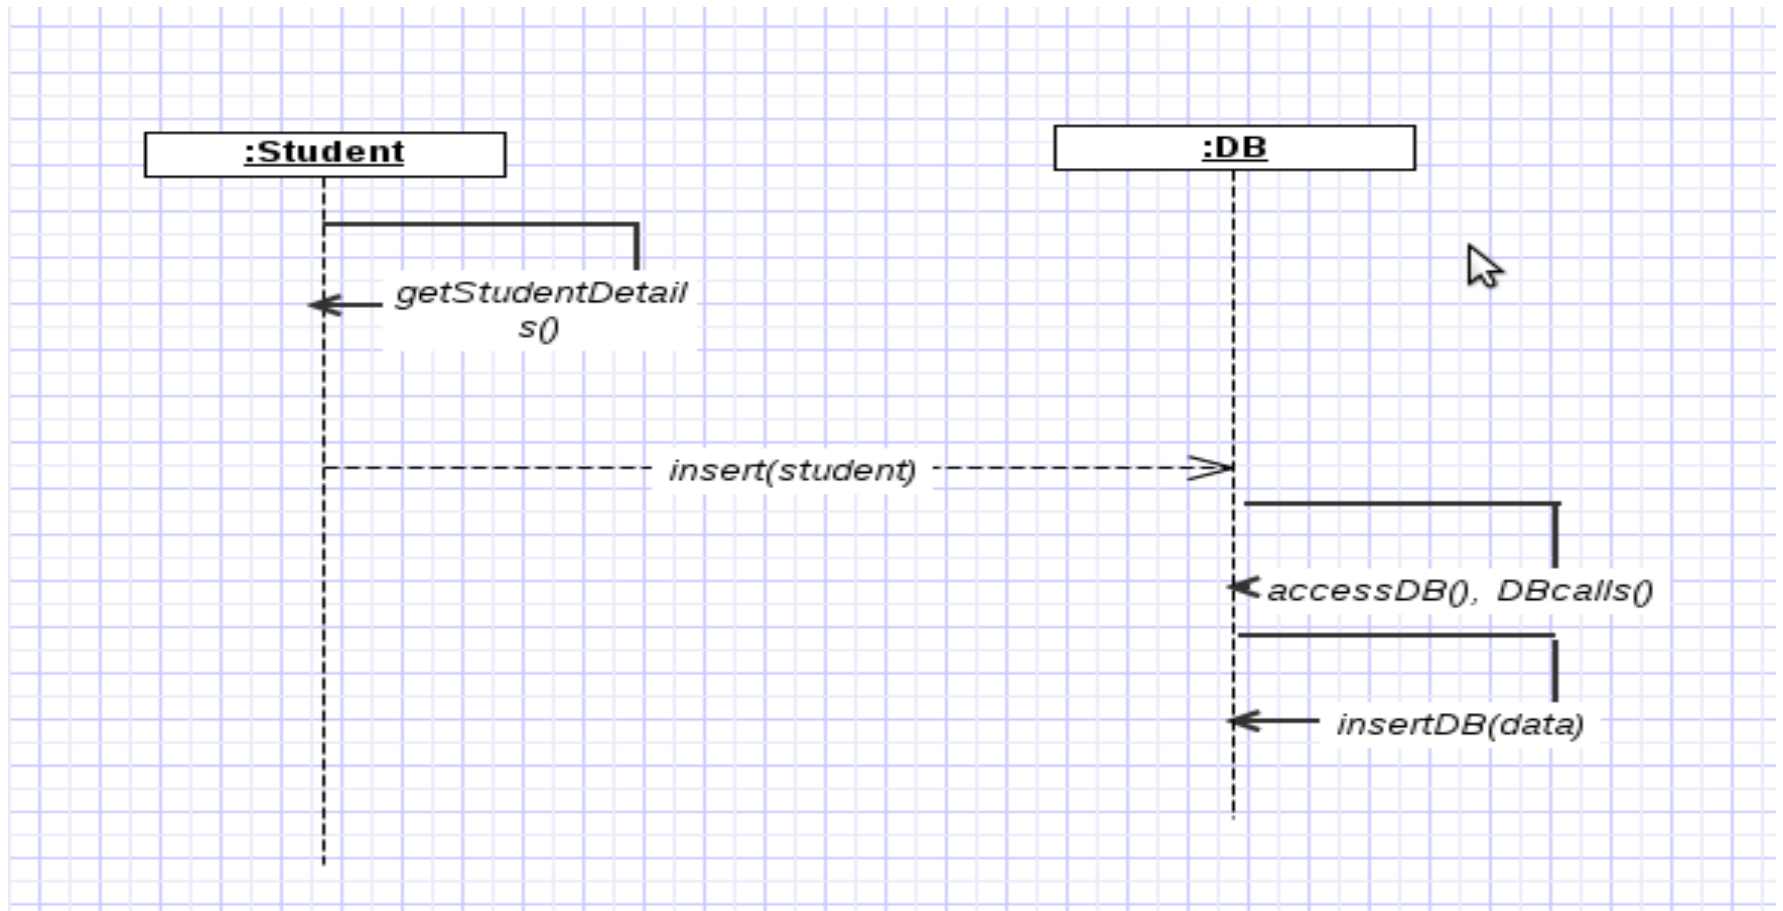 :Student
:DB
getStudentDetail
s()
insert(student)
accessDB(), DBcalls()
insertDB(data)